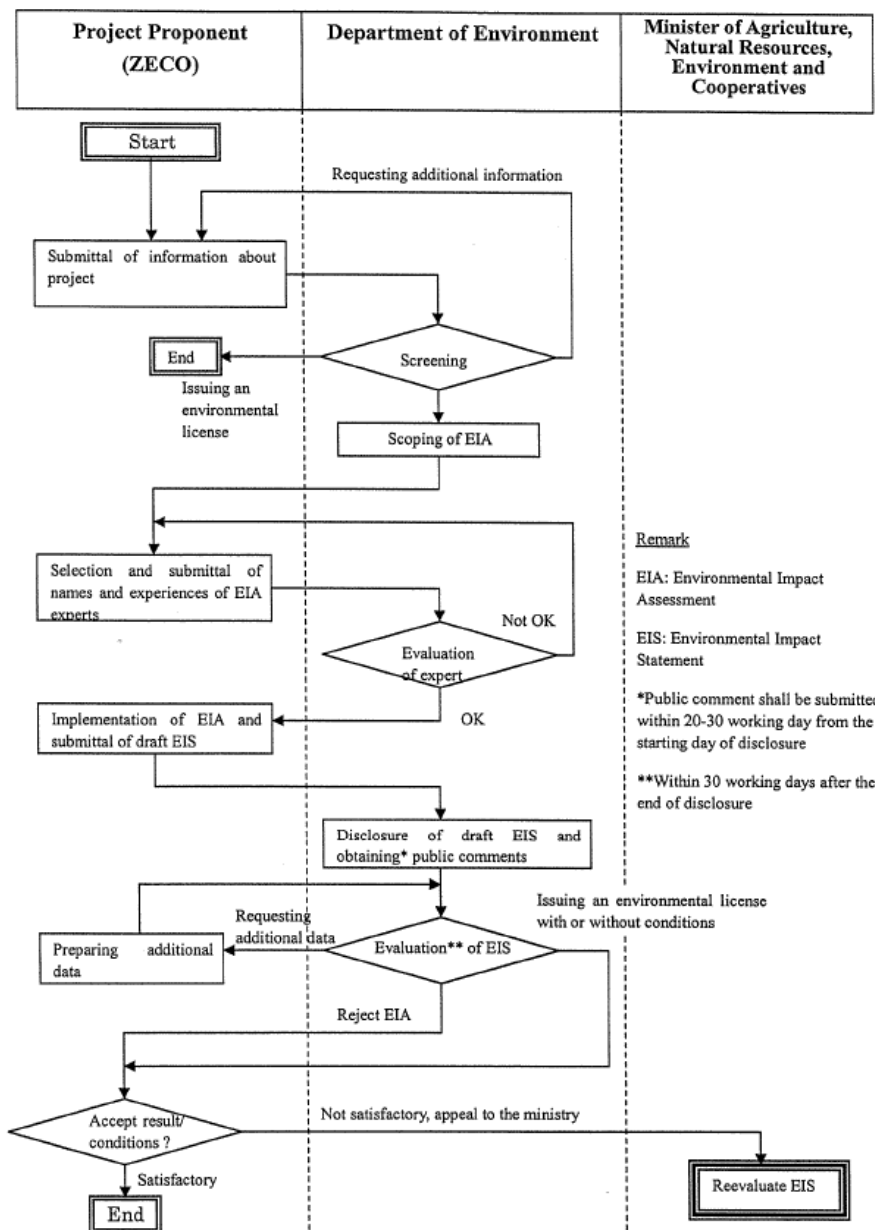 Project Proponent
(ZECO)
Department of Environment
Minister of Agriculture,
Natural Resources,
Environment and
Cooperatives
Start
Requesting additional information
Submittal of information about
project
Screening
End
Issuing an
environmental
license
Scoping of EIA
Selection and submittal of
names and experiences of EIA
experts
Not OK
Evaluation
of expert
OK
Implementation of EIA and
submittal of draft EIS
Remark
EIA: Environmental Impact
Assessment
EIS: Environmental Impact
Statement
*Public comment shall be submitted
within 20-30 working day from the
starting day of disclosure
**Within 30 working days after the
end of disclosure
Disclosure of draft EIS and
obtaining* public comments
Issuing an environmental license
with or without conditions
Requesting
additional data
Preparing additional
data
Evaluation** of EIS
Reject EIA
Accept result/
conditions ?
Not satisfactory, appeal to the ministry
Satisfactory
Reevaluate EIS
End